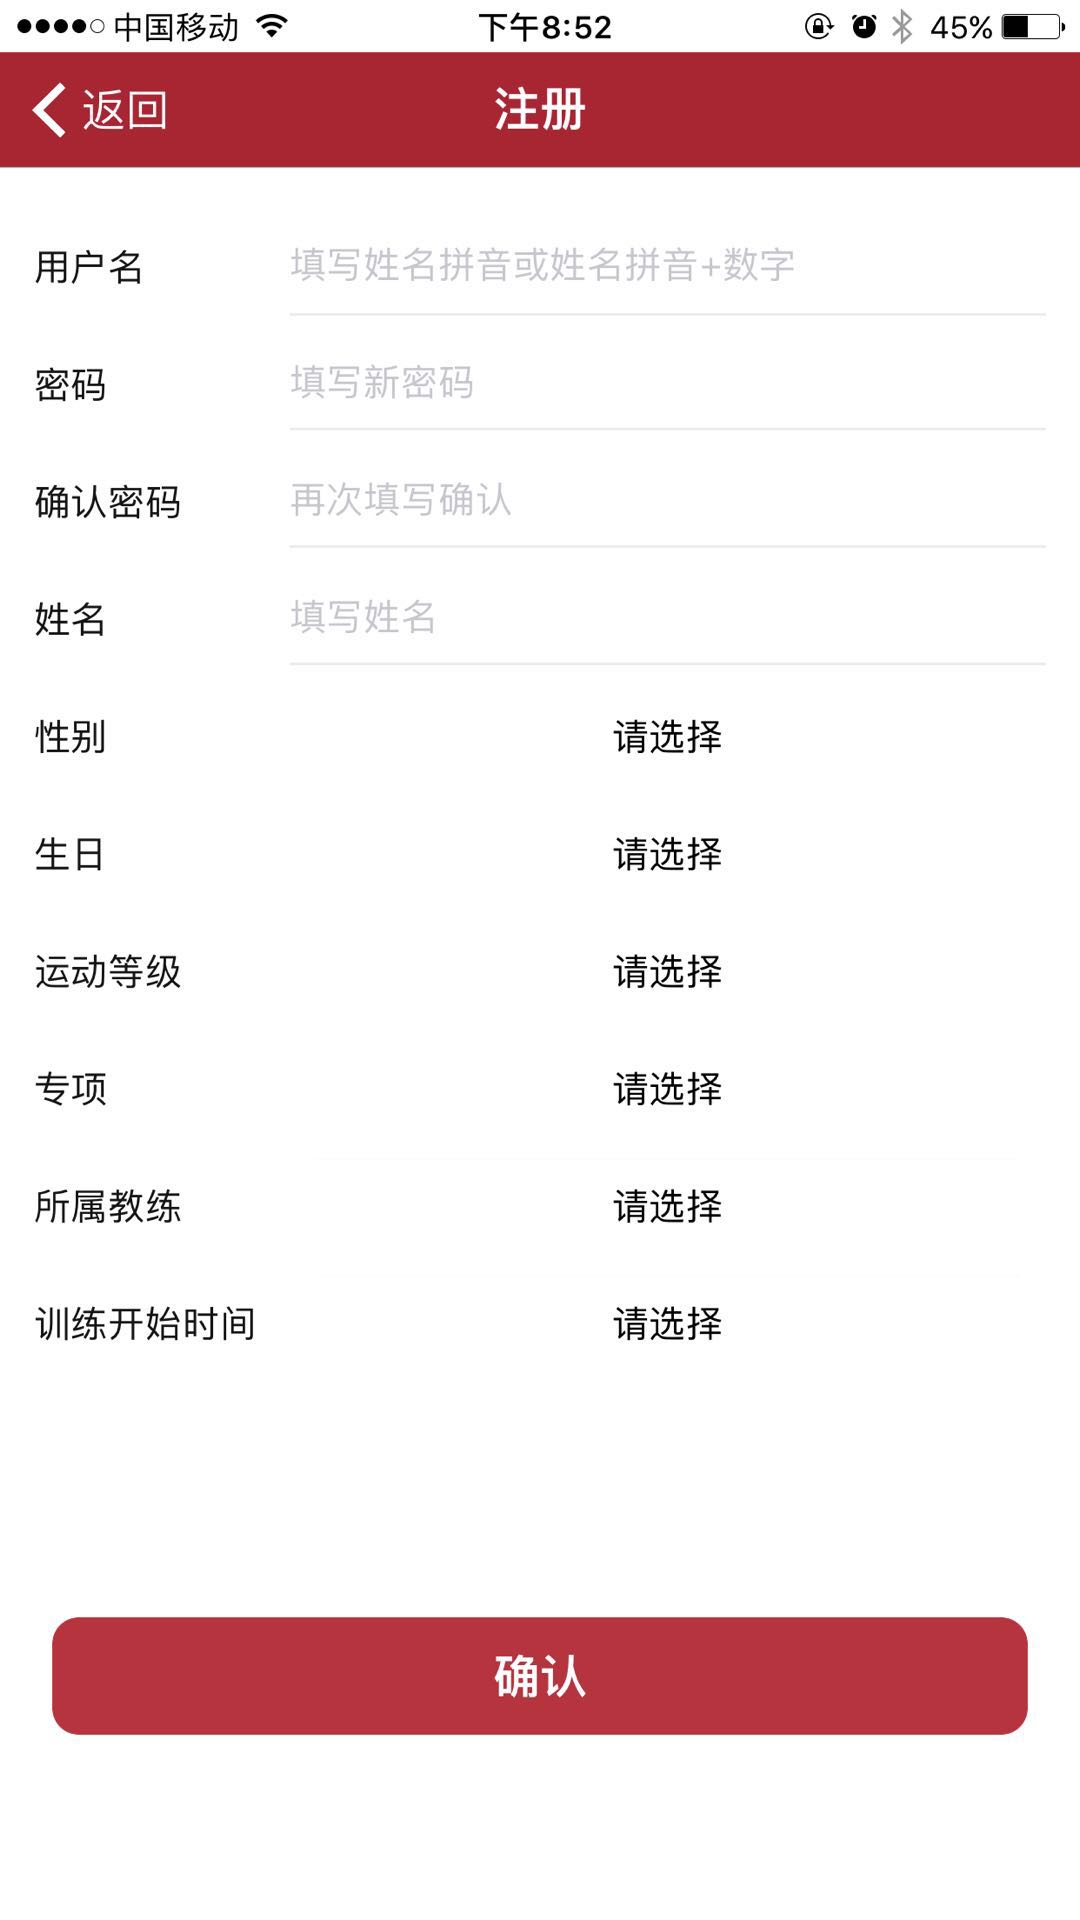 中国移动 下午8:52 45%
返回 注册
用户名 填写姓名拼音或姓名拼音+数字
密码 填写新密码
确认密码 再次填写确认
姓名 填写姓名
性别 请选择
生日 请选择
运动等级 请选择
专项 请选择
所属教练 请选择
训练开始时间 请选择
确认